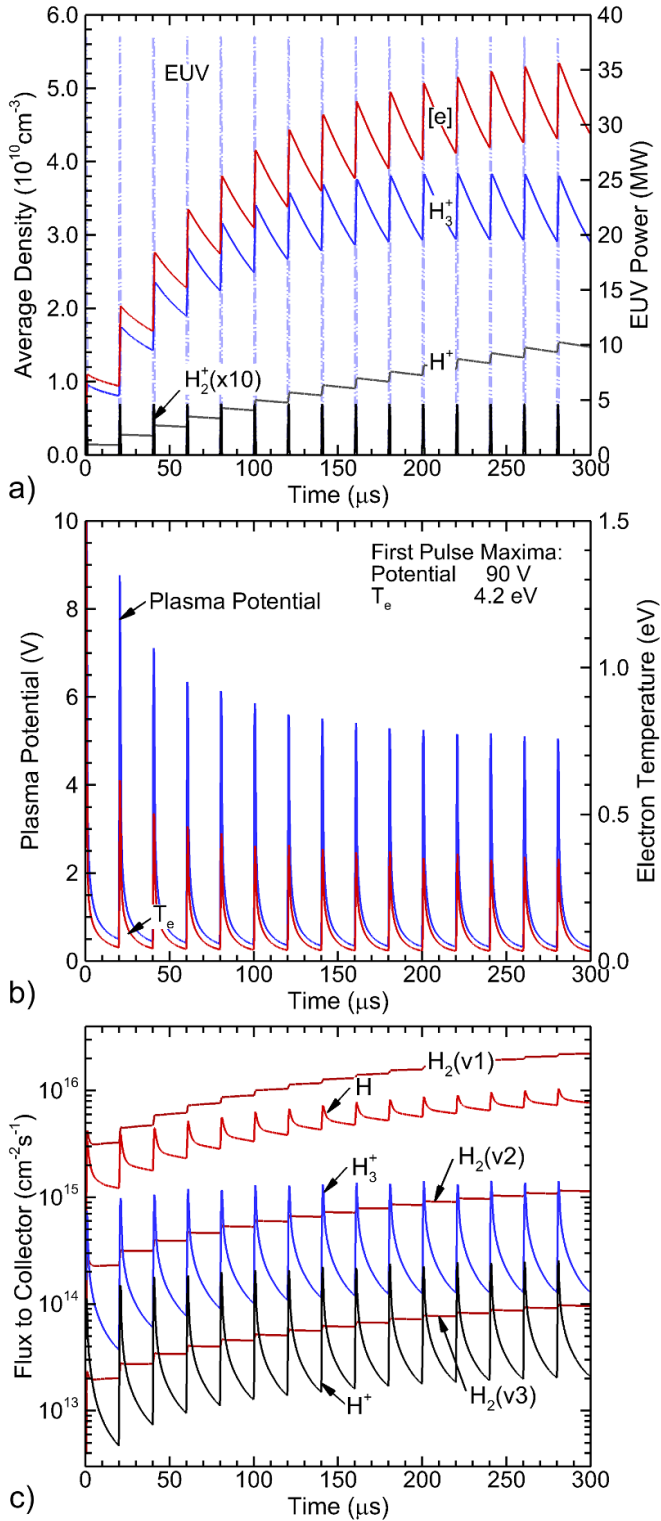 6.0
5.0
4.0
3.0
2.0
1.0
0.0
Average Density (10¹⁰cm⁻³)
EUV
[e]
H₃⁺
H⁺
H₂⁺(x10)
40
35
30
25
20
15
10
5
0
EUV Power (MW)
0 50 100 150 200 250 300
a) Time (μs)
10
8
6
4
2
0
Plasma Potential (V)
First Pulse Maxima:
Potential 90 V
Tₑ 4.2 eV
Plasma Potential
Tₑ
1.5
1.0
0.5
0.0
Electron Temperature (eV)
0 50 100 150 200 250 300
b) Time (μs)
10¹⁶
10¹⁵
10¹⁴
10¹³
Flux to Collector (cm⁻²s⁻¹)
H₂(v1)
H
H₂(v2)
H₃⁺
H⁺
H₂(v3)
0 50 100 150 200 250 300
c) Time (μs)